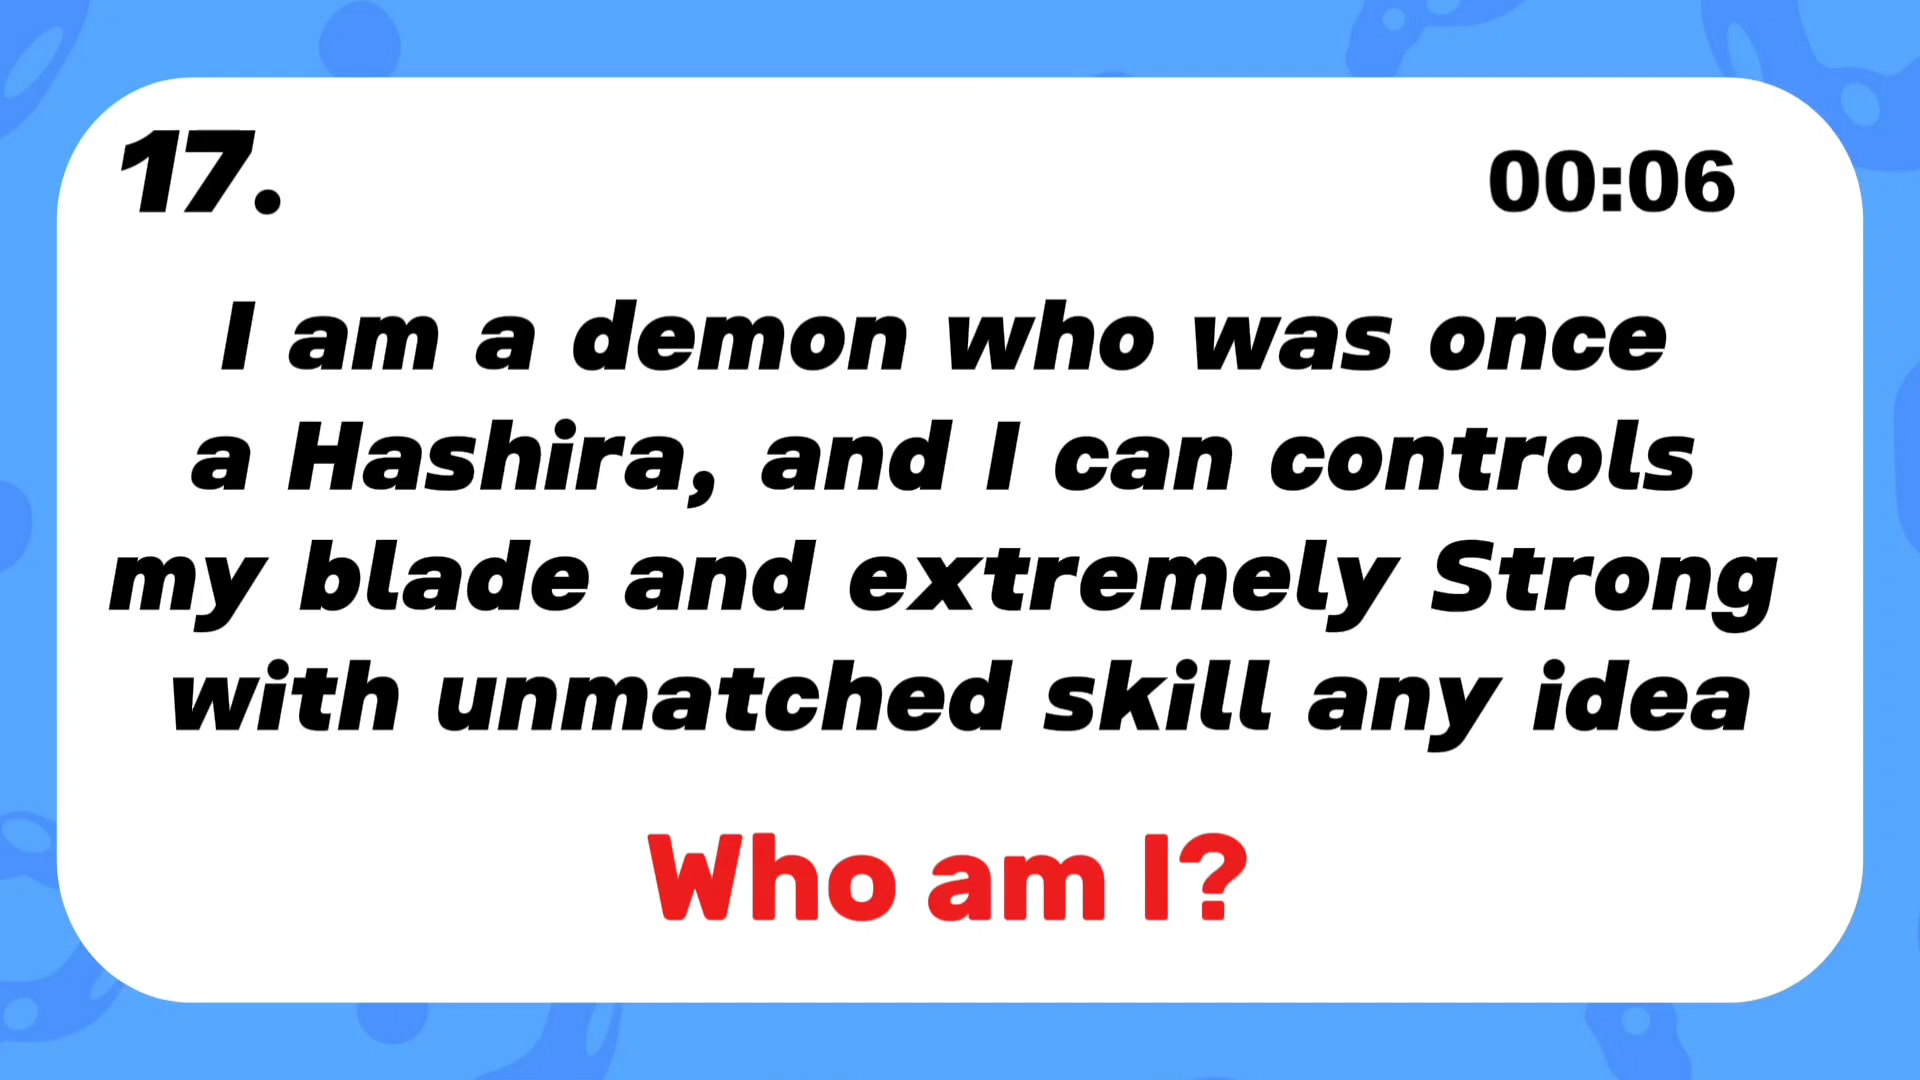 17.
00:06
I am a demon who was once
a Hashira, and I can controls
my blade and extremely Strong
with unmatched skill any idea
Who am I?